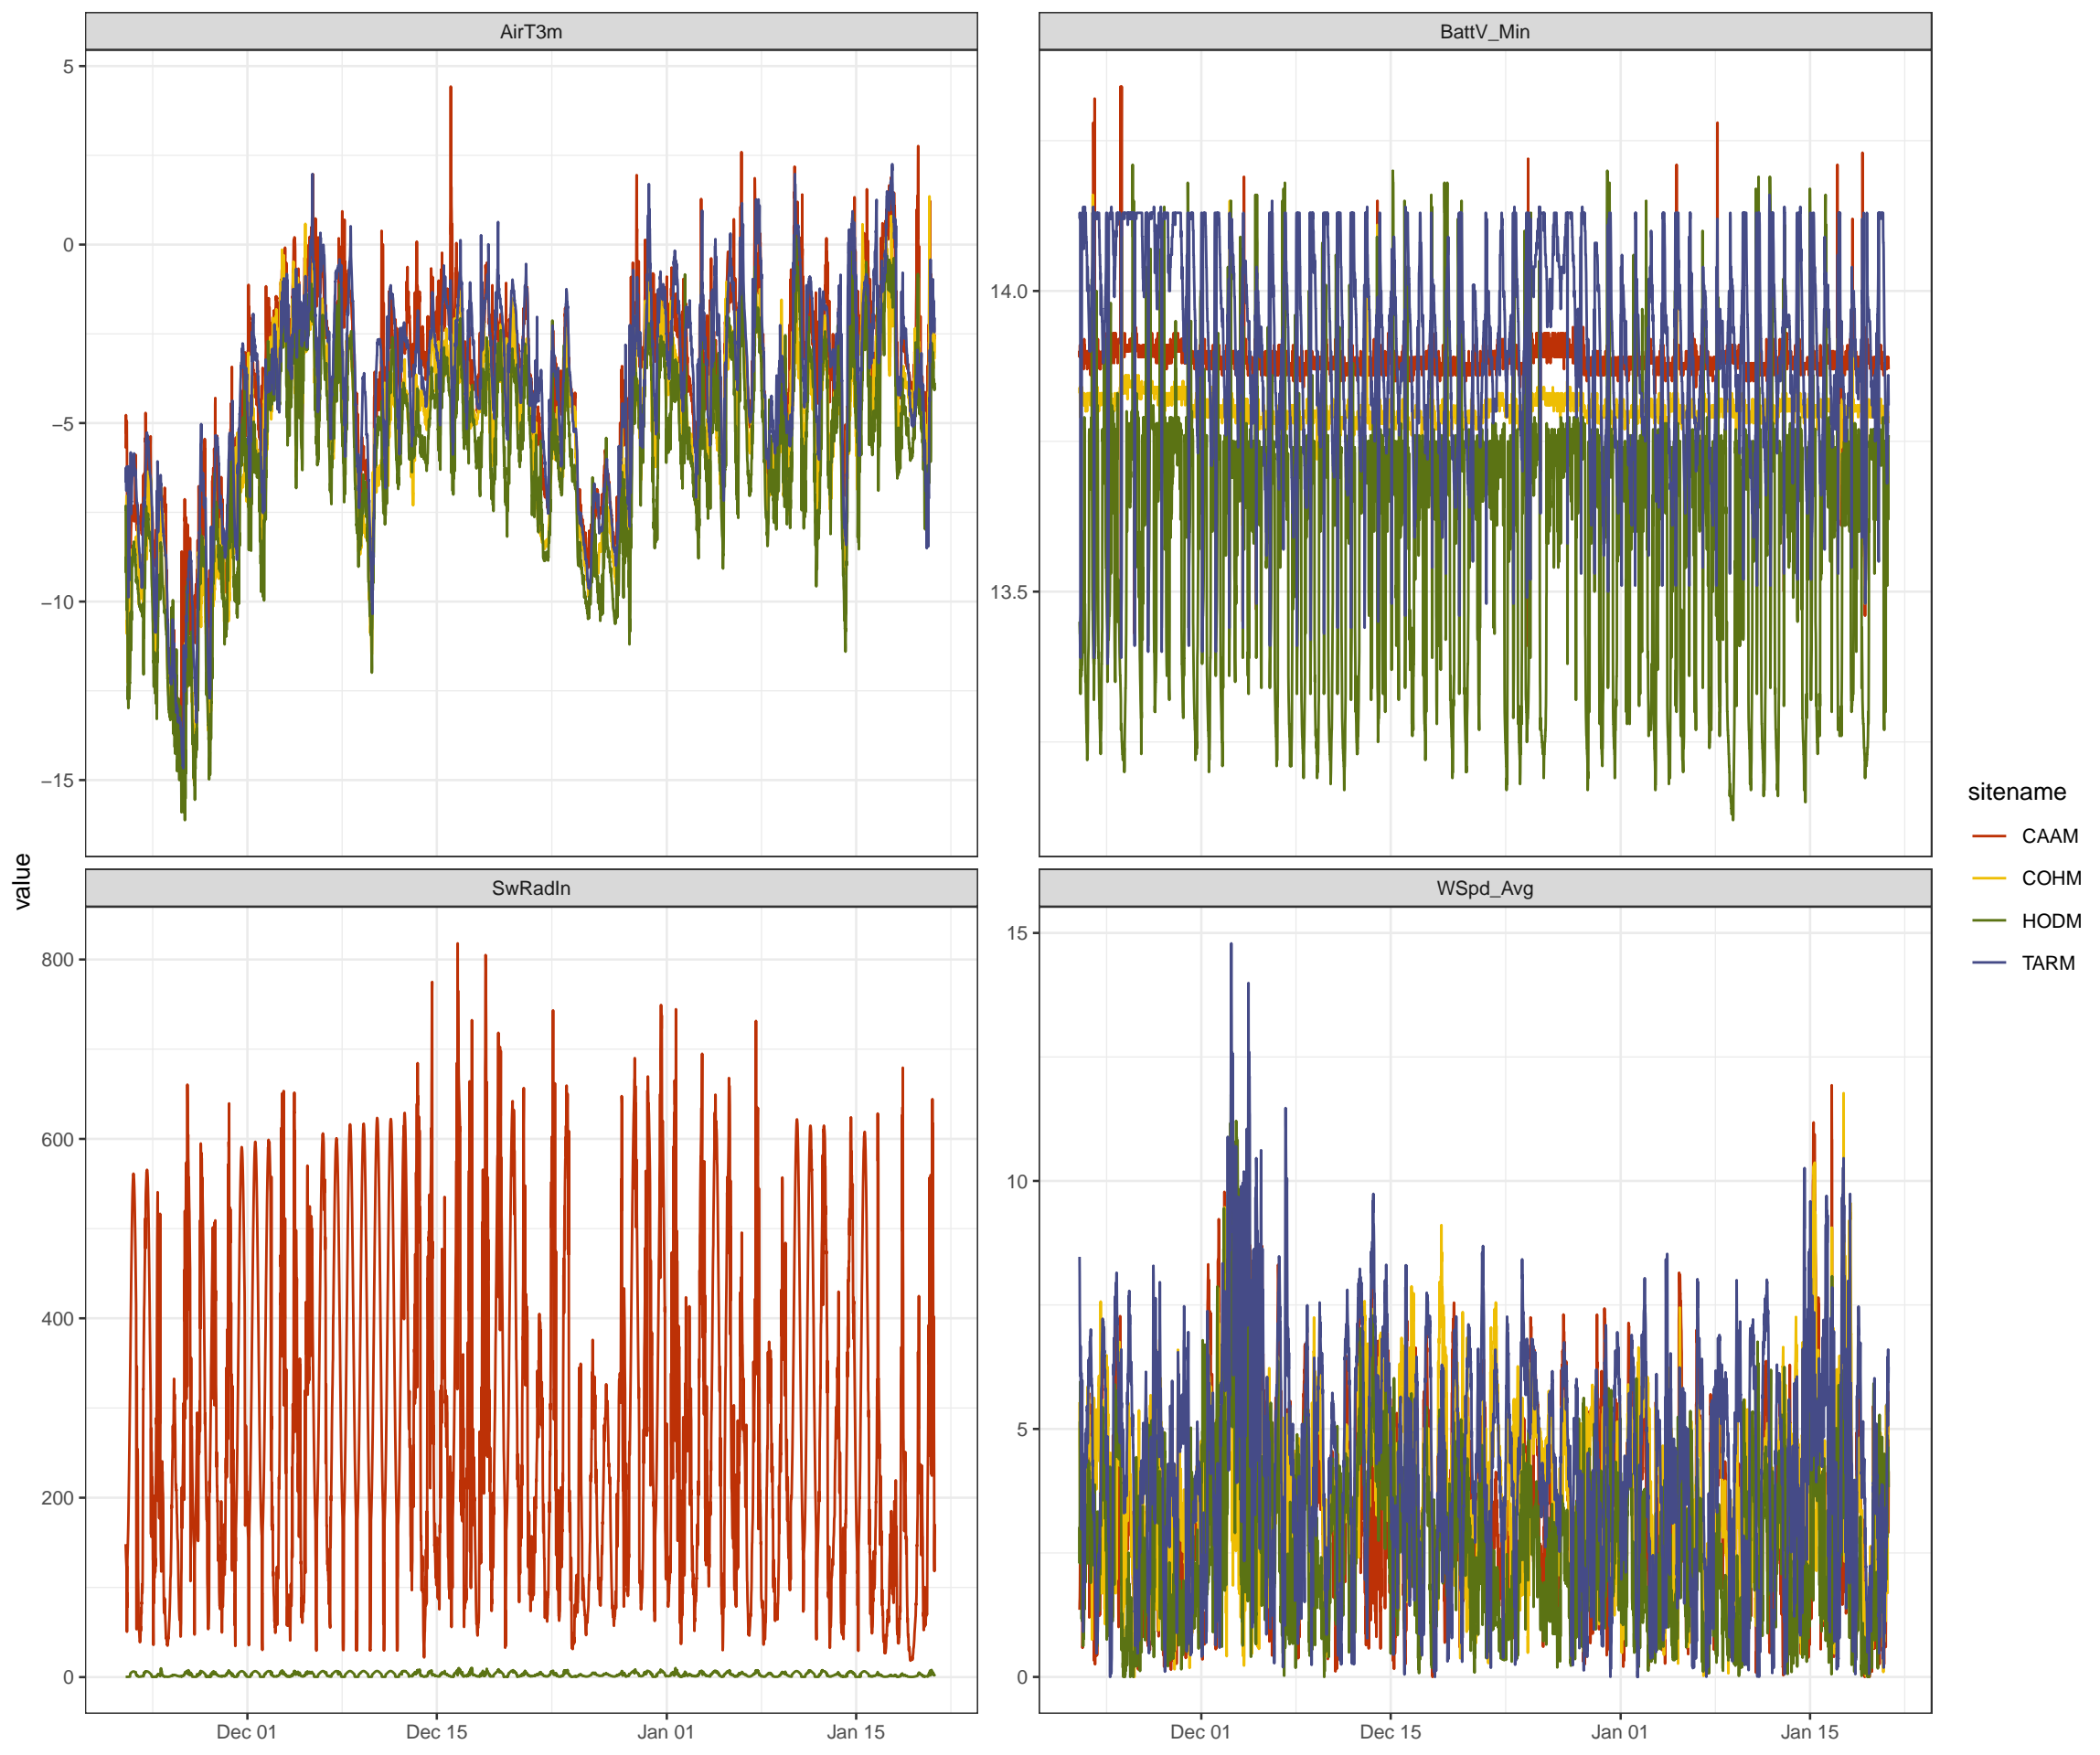 AirT3m
BattV_Min
5
0
−5
−10
−15
14.0
13.5
value
SwRadIn
WSpd_Avg
800
600
400
200
0
15
10
5
0
Dec 01
Dec 15
Jan 01
Jan 15
Dec 01
Dec 15
Jan 01
Jan 15
sitename
CAAM
COHM
HODM
TARM